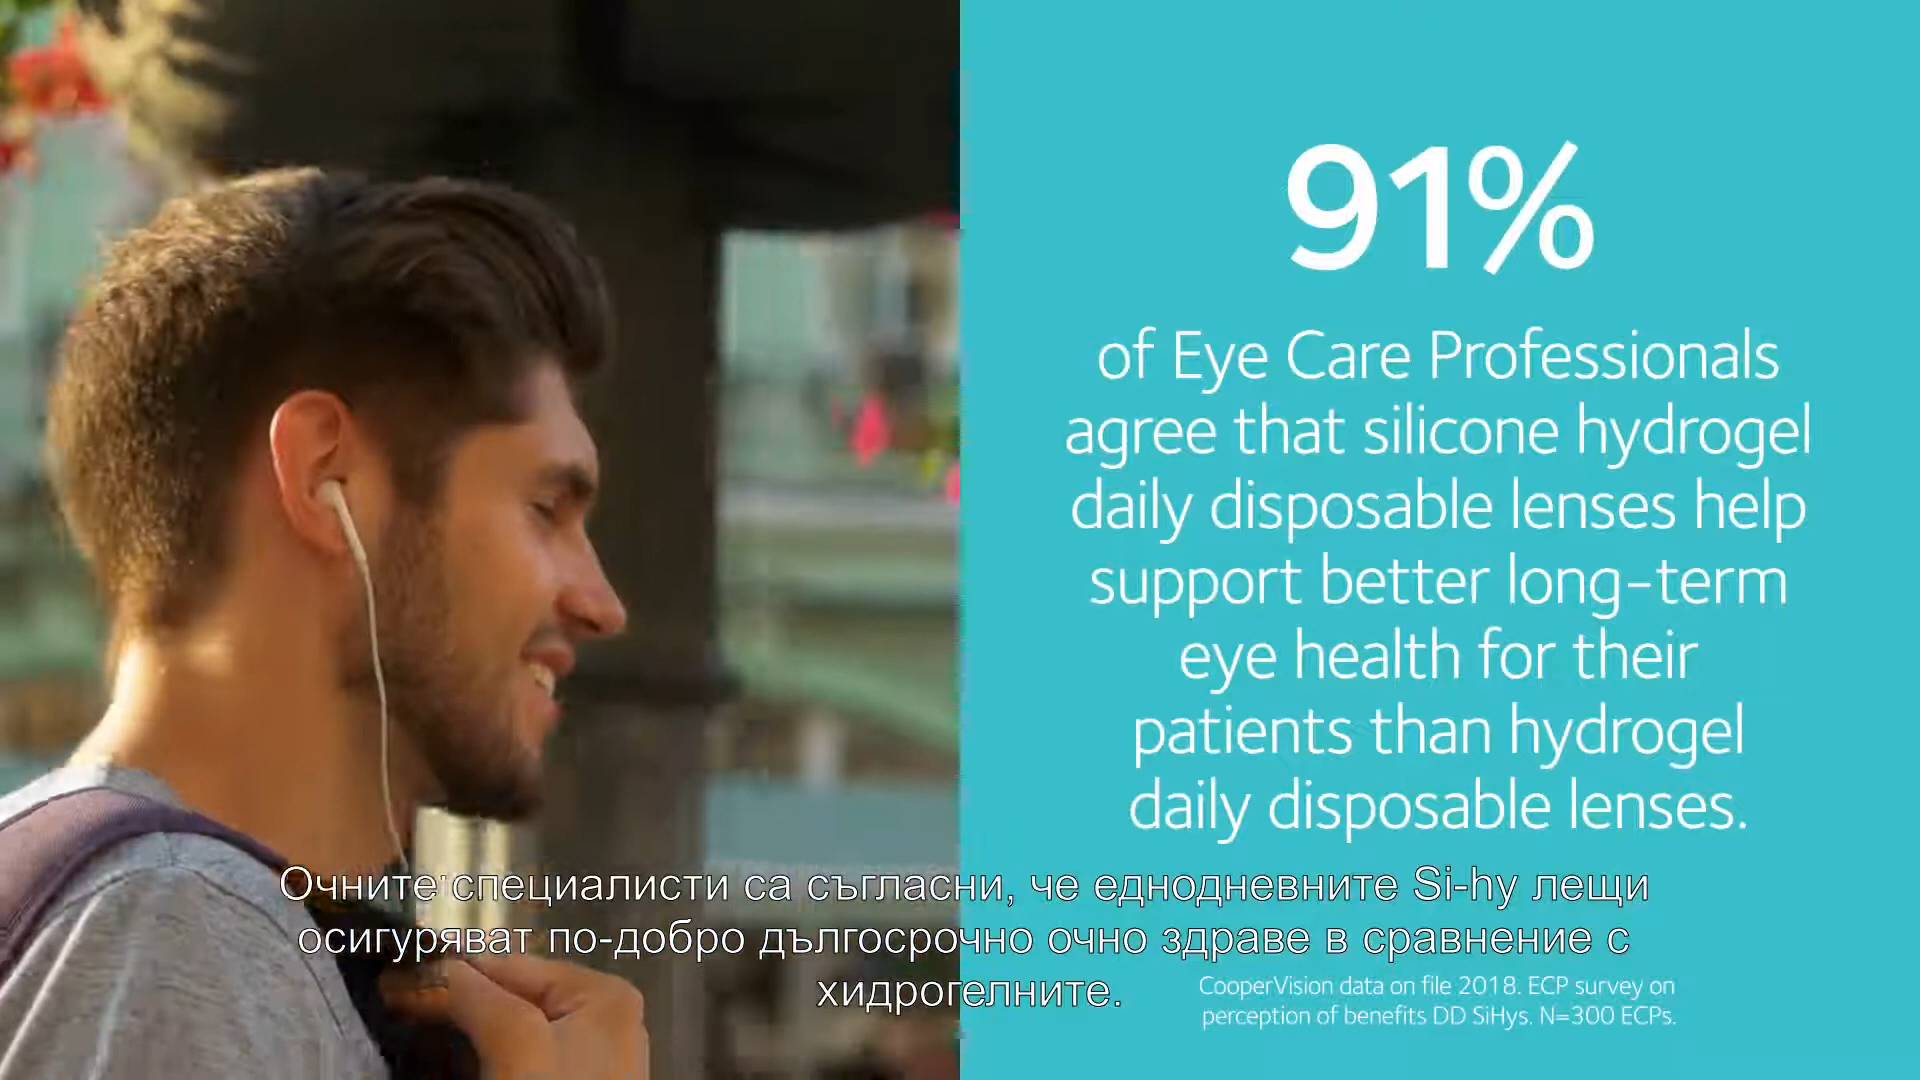 91%
of Eye Care Professionals
agree that silicone hydrogel
daily disposable lenses help
support better long-term
eye health for their
patients than hydrogel
daily disposable lenses.
Очните специалисти са съгласни, че еднодневните Si-hy лещи
осигуряват по-добро дългосрочно очно здраве в сравнение с
хидрогелните.
CooperVision data on file 2018. ECP survey on
perception of benefits DD SiHys. N=300 ECPs.